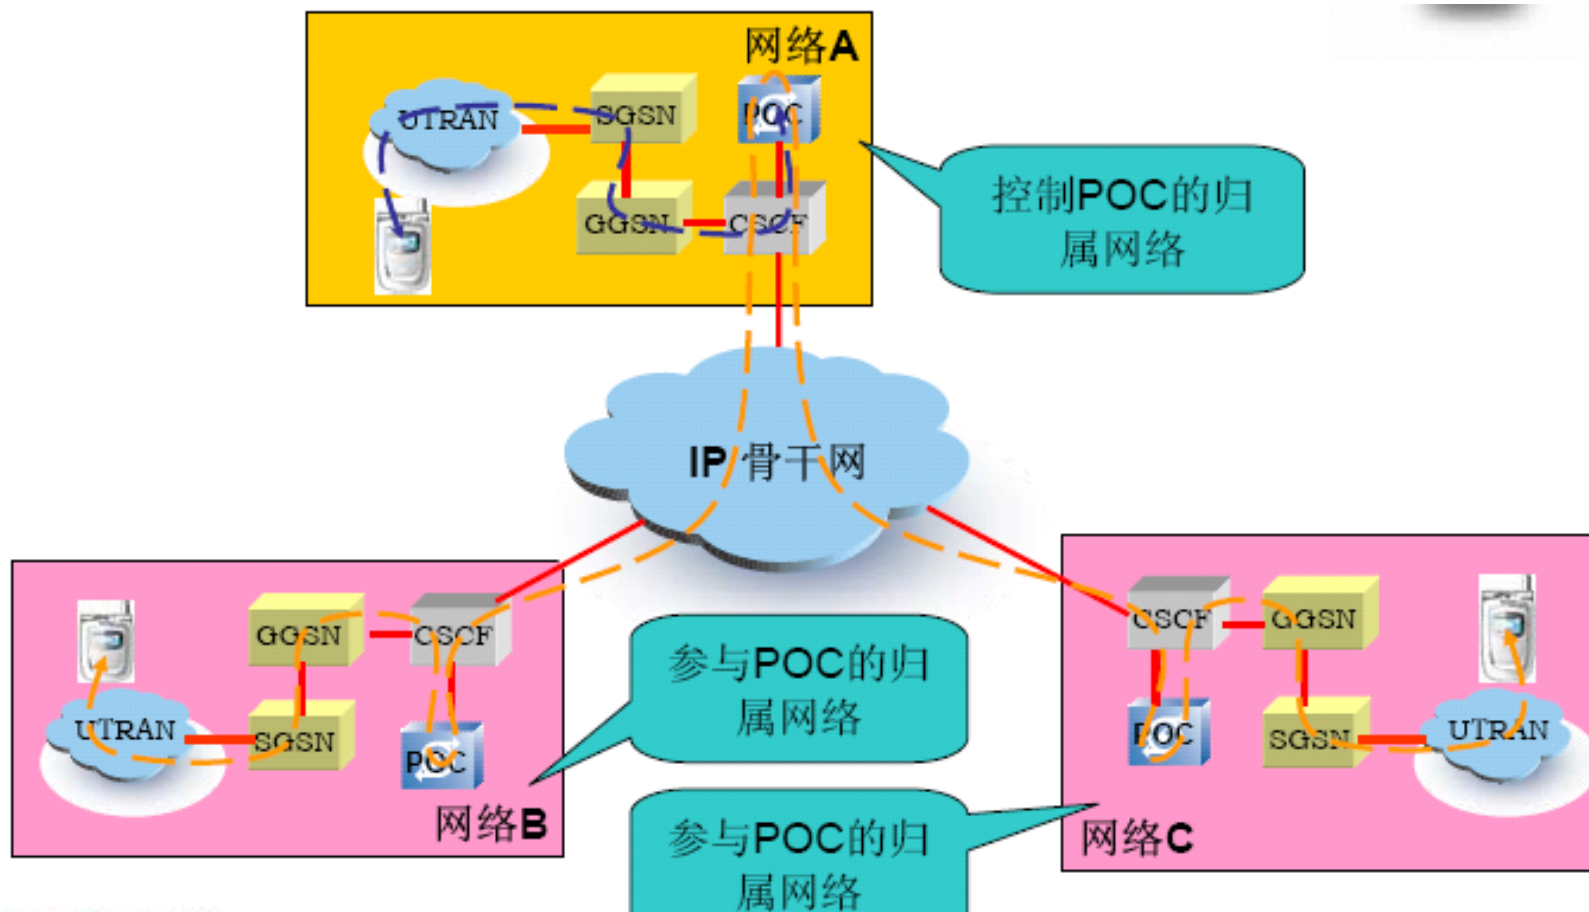 网络A
UTRAN
SGSN
POC
GGSN
CSCF
控制POC的归
属网络
IP 骨干网
GGSN
CSCF
UTRAN
SGSN
POC
网络B
参与POC的归
属网络
参与POC的归
属网络
CSCF
GGSN
POC
SGSN
UTRAN
网络C